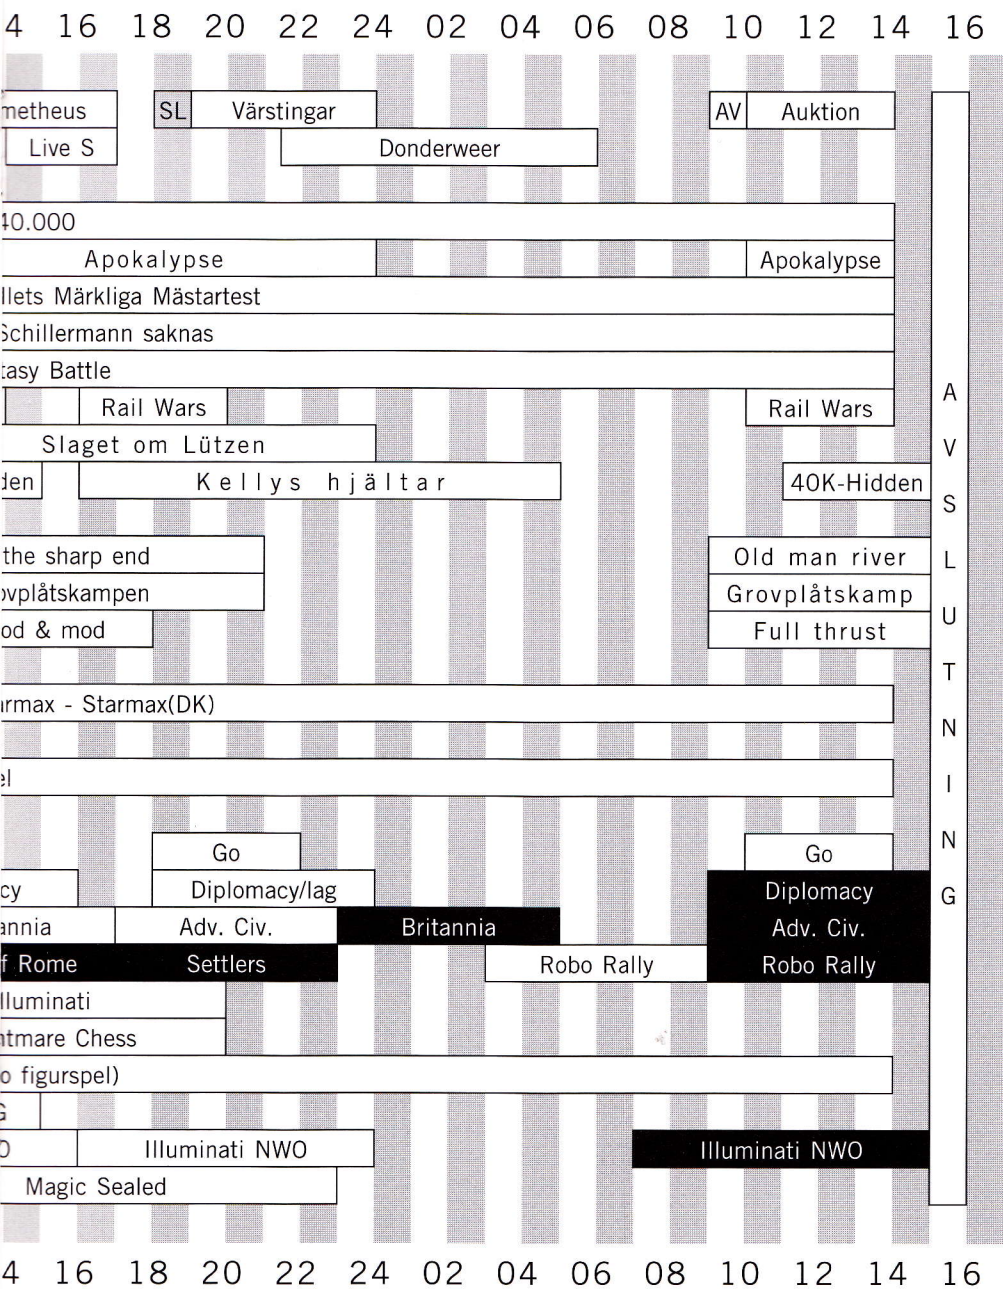 4 16 18 20 22 24 02 04 06 08 10 12 14 16
metheus SL Värstingar AV Auktion
Live S Donderweer
40.000
Apokalypse Apokalypse
llets Märkliga Mästartest
Schillermann saknas
tasy Battle
Rail Wars Rail Wars
Slaget om Lützen
den Kellys hjältar 40K-Hidden
the sharp end Old man river
ovplåtskampen Grovplåtskamp
od & mod Full thrust
armax - Starmax(DK)
el
Go Go
cy Diplomacy/lag Diplomacy
annia Adv. Civ. Britannia Adv. Civ.
f Rome Settlers Robo Rally Robo Rally
lluminati
htmare Chess
o figurspel)
G
O Illuminati NWO Illuminati NWO
Magic Sealed
AVSLUTNING
4 16 18 20 22 24 02 04 06 08 10 12 14 16